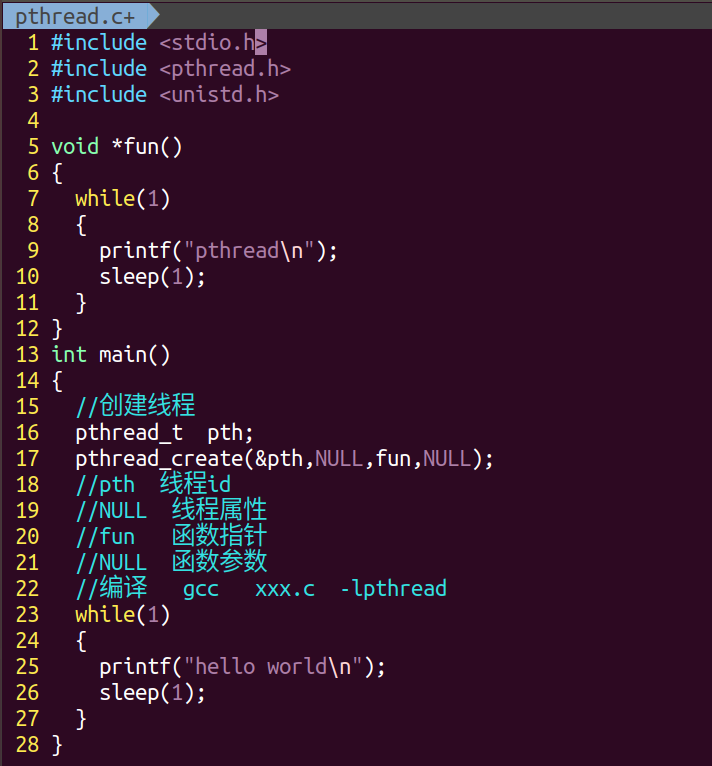 pthread.c+
1 #include <stdio.h>
2 #include <pthread.h>
3 #include <unistd.h>
4
5 void *fun()
6 {
7   while(1)
8   {
9     printf("pthread\n");
10     sleep(1);
11   }
12 }
13 int main()
14 {
15   //创建线程
16   pthread_t  pth;
17   pthread_create(&pth,NULL,fun,NULL);
18   //pth  线程id
19   //NULL  线程属性
20   //fun   函数指针
21   //NULL  函数参数
22   //编译   gcc   xxx.c  -lpthread
23   while(1)
24   {
25     printf("hello world\n");
26     sleep(1);
27   }
28 }